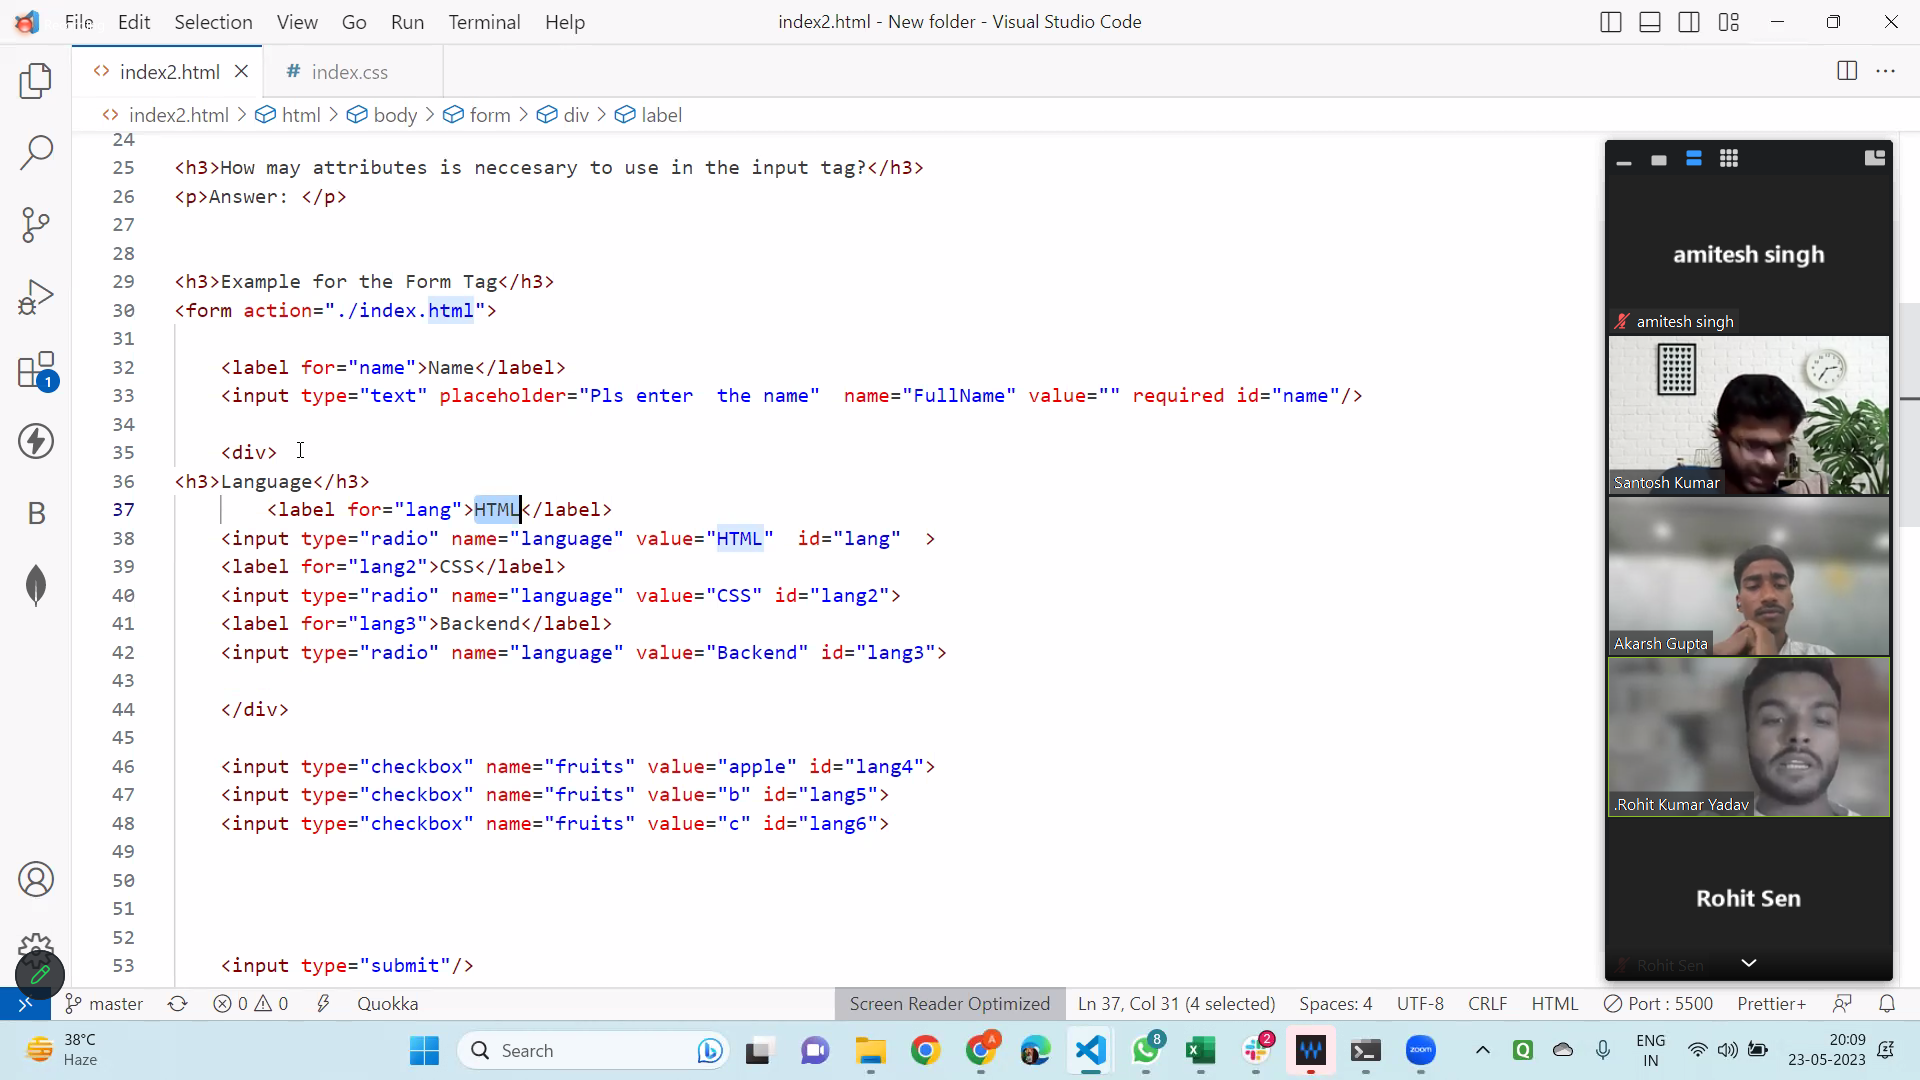 File Edit Selection View Go Run Terminal Help
index2.html - New folder - Visual Studio Code
index2.html
# index.css
index2.html > html > body > form > div > label
24
25 <h3>How may attributes is neccesary to use in the input tag?</h3>
26 <p>Answer: </p>
27
28
29 <h3>Example for the Form Tag</h3>
30 <form action="./index.html">
31
32 <label for="name">Name</label>
33 <input type="text" placeholder="Pls enter  the name"  name="FullName" value="" required id="name"/>
34
35 <div>
36 <h3>Language</h3>
37 <label for="lang">HTML</label>
38 <input type="radio" name="language" value="HTML"  id="lang"  >
39 <label for="lang2">CSS</label>
40 <input type="radio" name="language" value="CSS" id="lang2">
41 <label for="lang3">Backend</label>
42 <input type="radio" name="language" value="Backend" id="lang3">
43
44 </div>
45
46 <input type="checkbox" name="fruits" value="apple" id="lang4">
47 <input type="checkbox" name="fruits" value="b" id="lang5">
48 <input type="checkbox" name="fruits" value="c" id="lang6">
49
50
51
52
53 <input type="submit"/>
1
B
amitesh singh
amitesh singh
Santosh Kumar
Akarsh Gupta
.Rohit Kumar Yadav
Rohit Sen
Rohit Sen
master 0 0 Quokka
Screen Reader Optimized Ln 37, Col 31 (4 selected) Spaces: 4 UTF-8 CRLF HTML Port : 5500 Prettier+
38°C
Haze
Search
A
8
2
zoom
Q
ENG
IN
20:09
23-05-2023